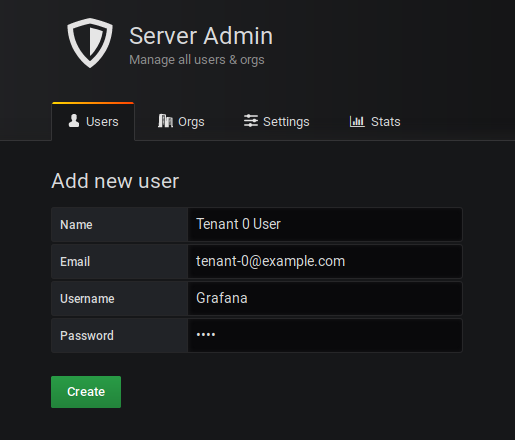 Server Admin
Manage all users & orgs
Users
Orgs
Settings
Stats
Add new user
Name
Tenant 0 User
Email
tenant-0@example.com
Username
Grafana
Password
••••
Create